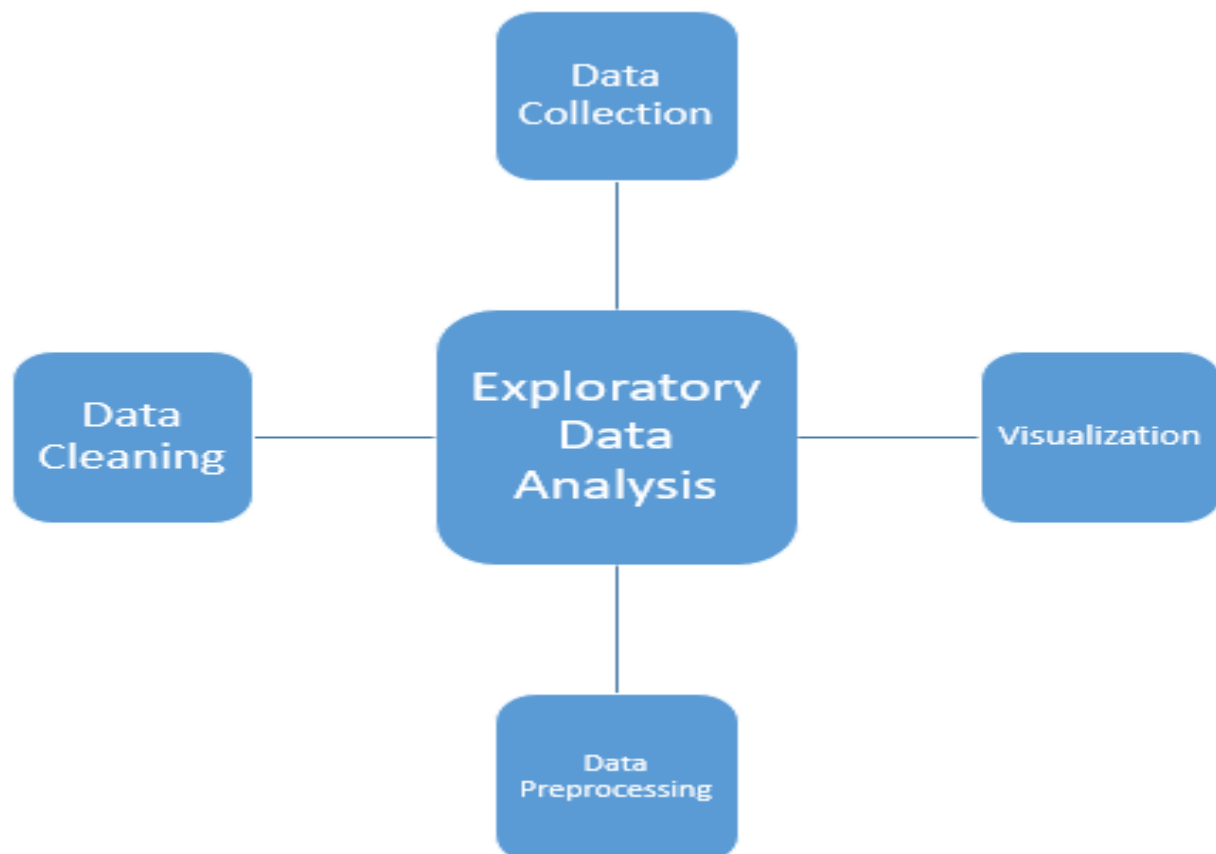 Data
Collection
Data
Cleaning
Exploratory
Data
Analysis
Visualization
Data
Preprocessing